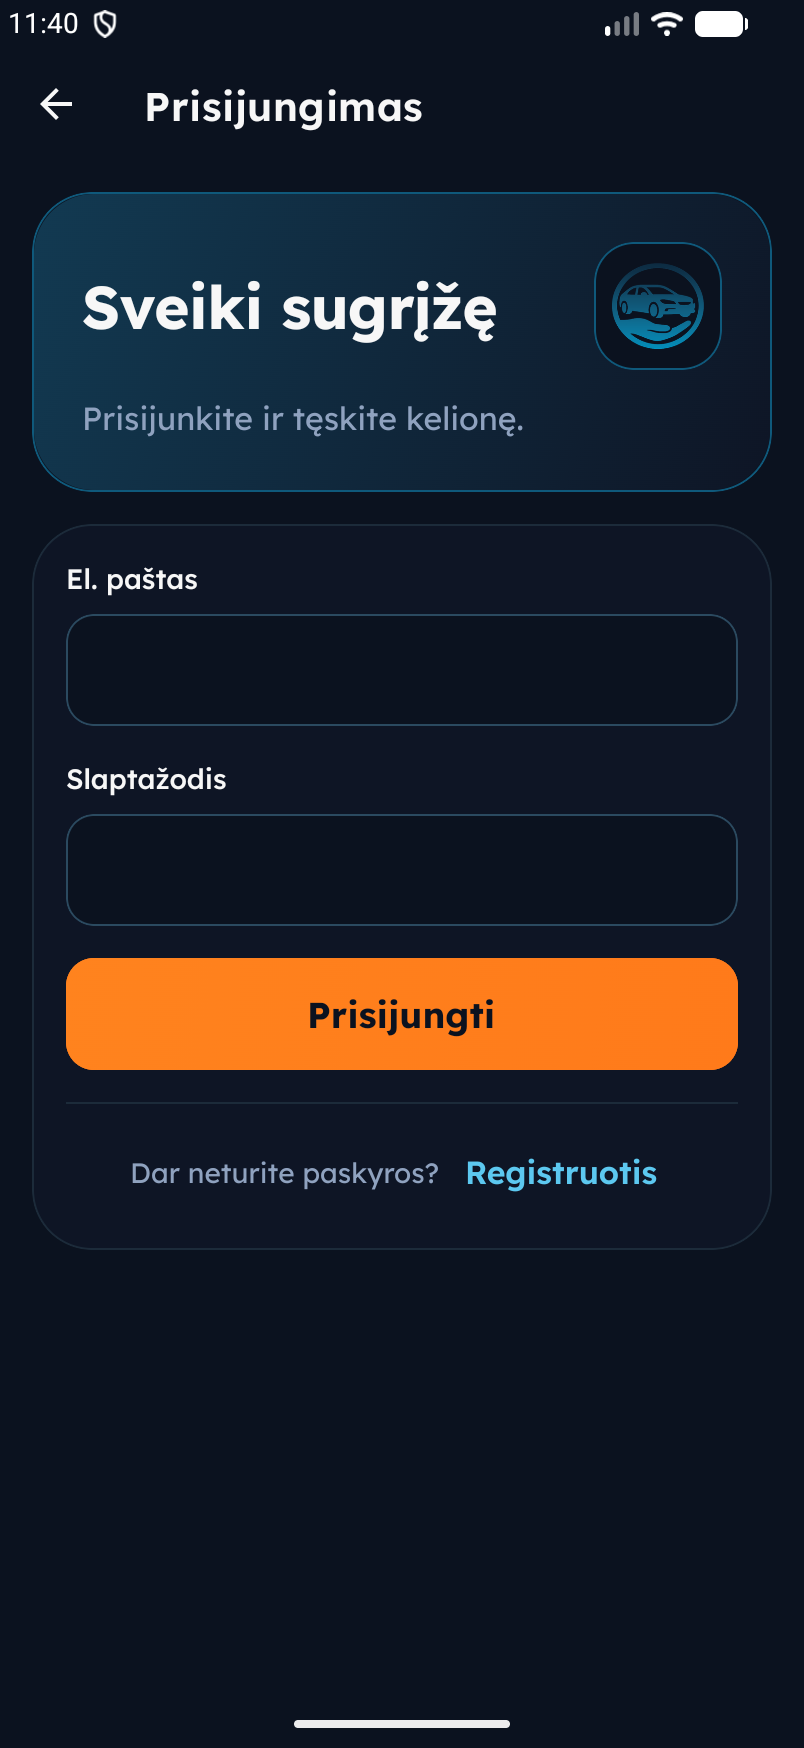 11:40
Prisijungimas
Sveiki sugrįžę
Prisijunkite ir tęskite kelionę.
El. paštas
Slaptažodis
Prisijungti
Dar neturite paskyros? Registruotis